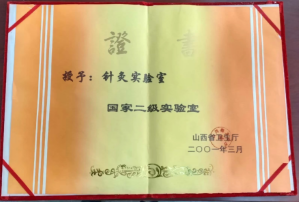 證書
授予：针灸实验室
国家二级实验室
山西省卫生厅
二〇〇一年三月